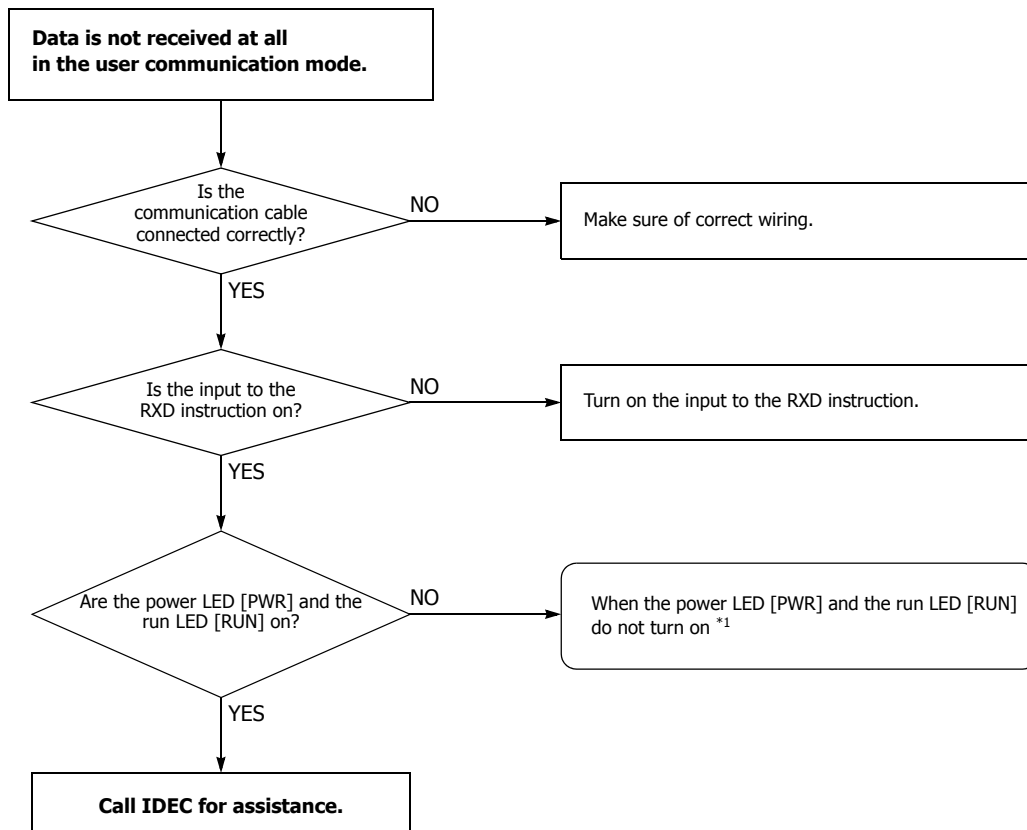 Data is not received at all
in the user communication mode.
Is the
communication cable
connected correctly?
NO
Make sure of correct wiring.
YES
Is the input to the
RXD instruction on?
NO
Turn on the input to the RXD instruction.
YES
Are the power LED [PWR] and the
run LED [RUN] on?
NO
When the power LED [PWR] and the run LED [RUN]
do not turn on *1
YES
Call IDEC for assistance.